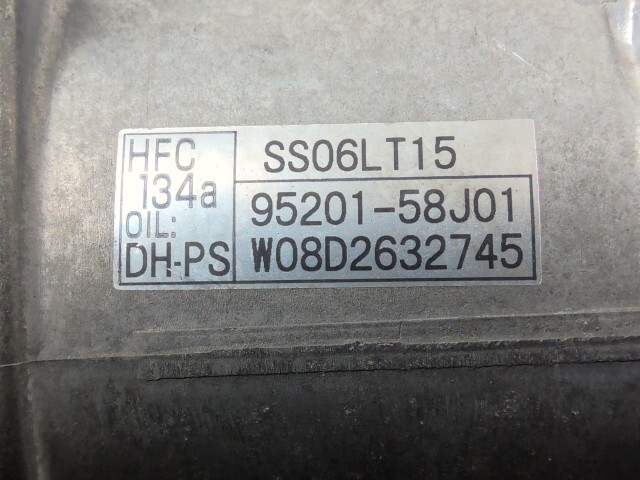 HFC
134a
OIL:
DH-PS
SS06LT15
95201-58J01
W08D2632745